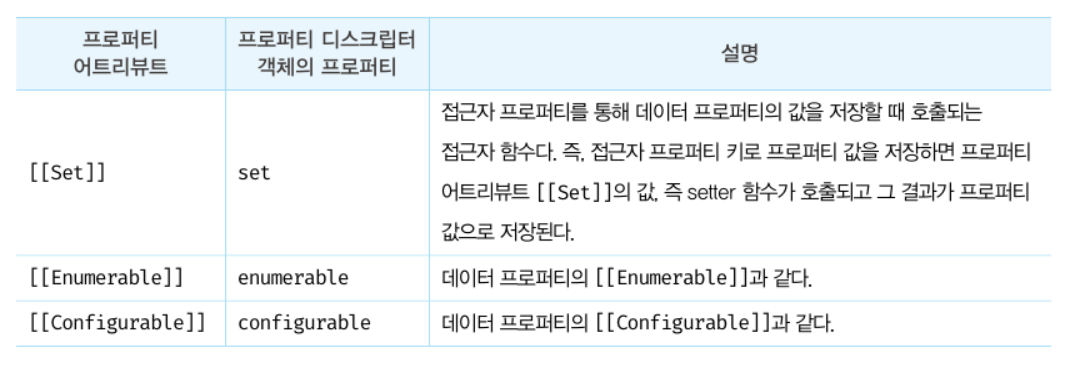 프로퍼티 어트리뷰트
프로퍼티 디스크립터 객체의 프로퍼티
설명
[[Set]]
set
접근자 프로퍼티를 통해 데이터 프로퍼티의 값을 저장할 때 호출되는
접근자 함수다. 즉, 접근자 프로퍼티 키로 프로퍼티 값을 저장하면 프로퍼티
어트리뷰트 [[Set]]의 값, 즉 setter 함수가 호출되고 그 결과가 프로퍼티
값으로 저장된다.
[[Enumerable]]
enumerable
데이터 프로퍼티의 [[Enumerable]]과 같다.
[[Configurable]]
configurable
데이터 프로퍼티의 [[Configurable]]과 같다.